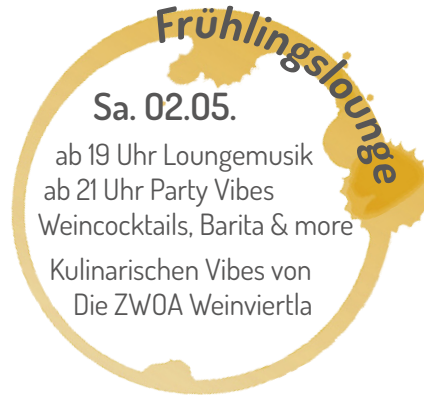 Frühlingslounge
Sa. 02.05.
ab 19 Uhr Loungemusik
ab 21 Uhr Party Vibes
Weincocktails, Barita & more
Kulinarischen Vibes von
Die ZWOA Weinviertla